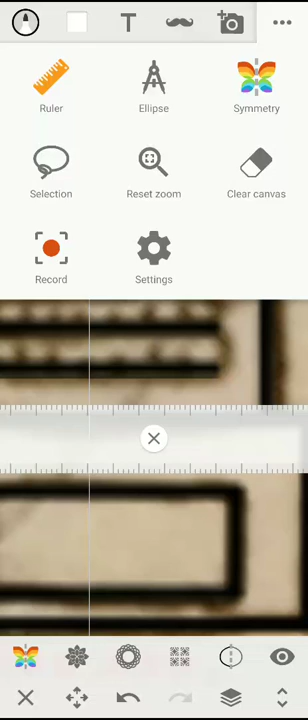 T
Ruler
Ellipse
Symmetry
Selection
Reset zoom
Clear canvas
Record
Settings